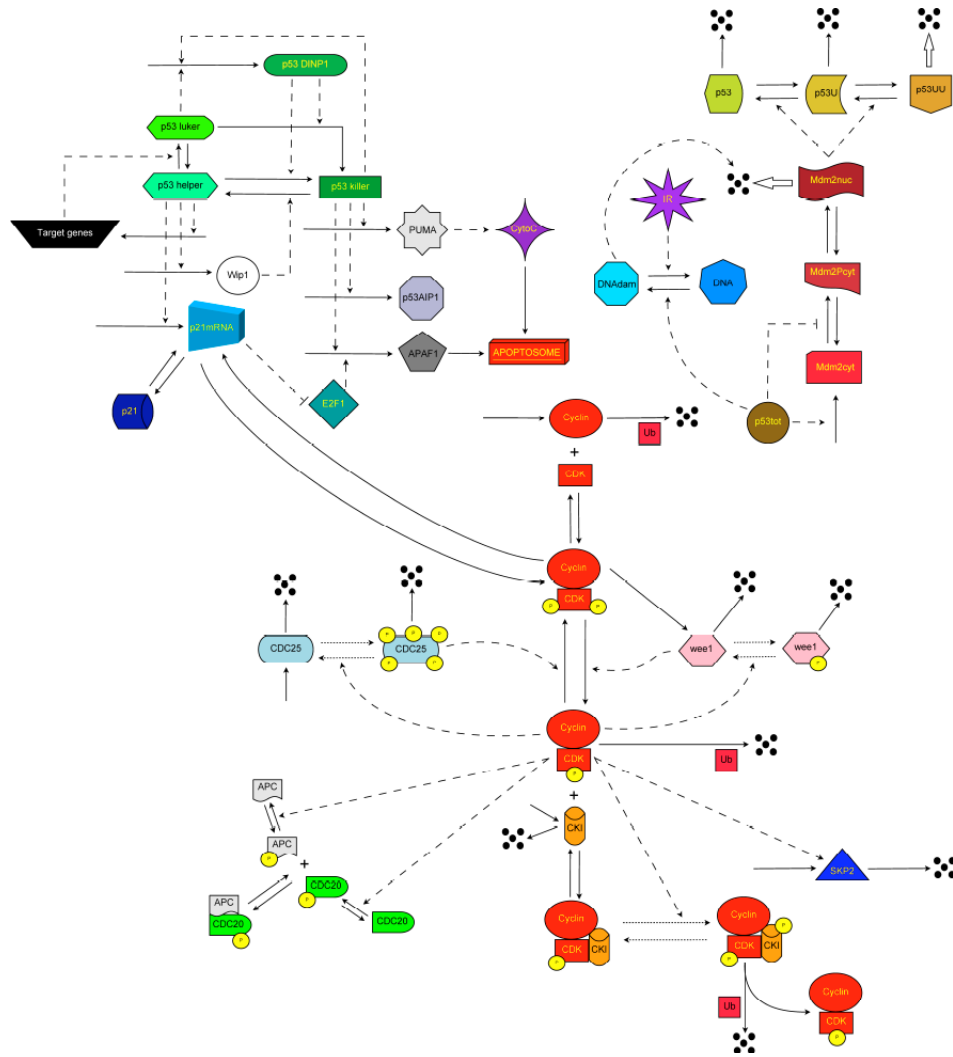 p53 DINP1
p53
p53U
p53UU
p53 luker
p53 helper
p53 killer
Mdm2nuc
IR
Target genes
PUMA
CytoC
Wip1
DNAdam
DNA
Mdm2Pcyt
p53AIP1
p21mRNA
APAF1
APOPTOSOME
Mdm2cyt
p21
E2F1
Cyclin
p53tot
Ub
+
CDK
Cyclin
CDK
P
P
P
P
P
CDC25
CDC25
wee1
wee1
P
P
P
Cyclin
CDK
Ub
P
APC
+
CKI
APC
P
+
SKP2
CDC20
APC
P
CDC20
CDC20
P
Cyclin
Cyclin
P
CDK
CKI
CDK
CKI
P
P
Ub
Cyclin
CDK
P